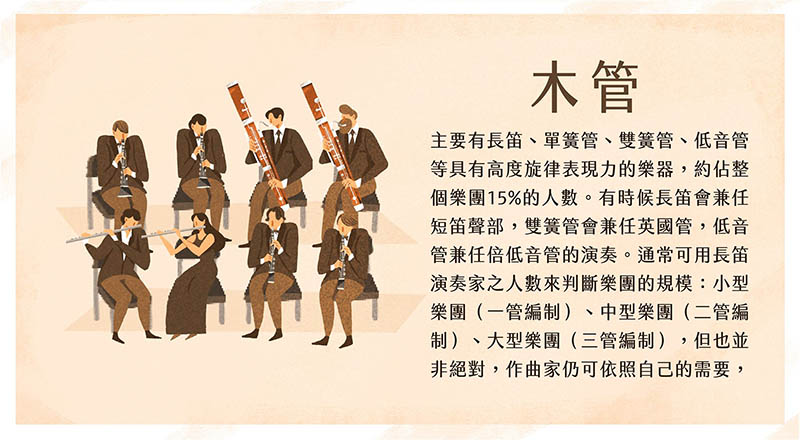 木管
主要有長笛、單簧管、雙簧管、低音管
等具有高度旋律表現力的樂器，約佔整
個樂團15%的人數。有時候長笛會兼任
短笛聲部，雙簧管會兼任英國管，低音
管兼任倍低音管的演奏。通常可用長笛
演奏家之人數來判斷樂團的規模：小型
樂團（一管編制）、中型樂團（二管編
制）、大型樂團（三管編制），但也並
非絕對，作曲家仍可依照自己的需要，